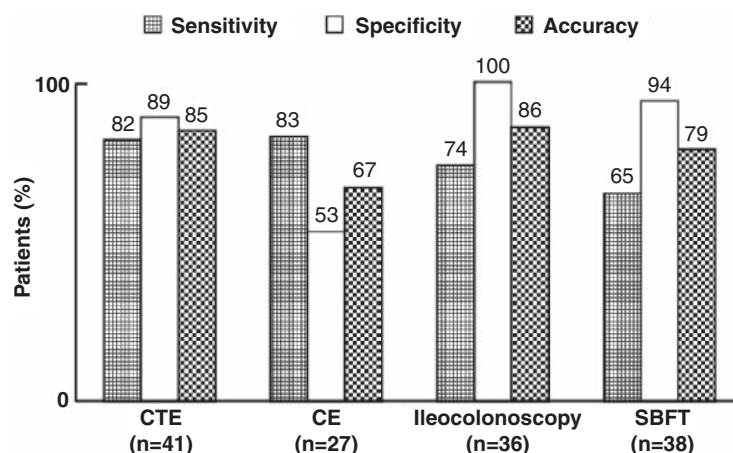 Sensitivity Specificity Accuracy
100
82 89 85 83 53 67 74 100 86 65 94 79
Patients (%)
0
CTE CE Ileocolonoscopy SBFT
(n=41) (n=27) (n=36) (n=38)